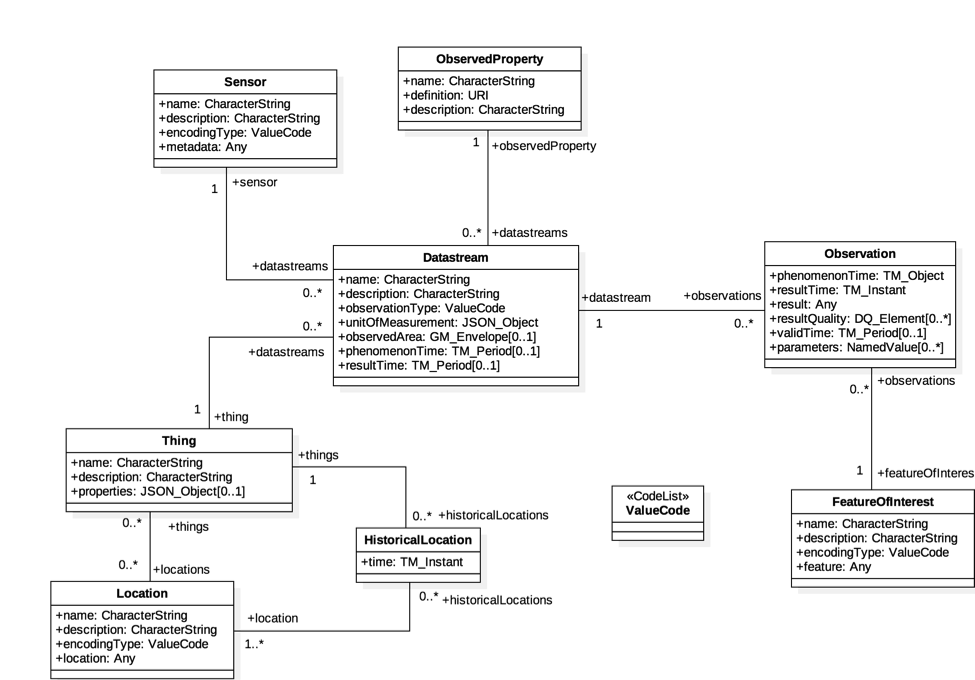 ObservedProperty
+name: CharacterString
+definition: URI
+description: CharacterString
Sensor
+name: CharacterString
+description: CharacterString
+encodingType: ValueCode
+metadata: Any
1
+observedProperty
1
+sensor
0..*
+datastreams
Datastream
+name: CharacterString
+description: CharacterString
+observationType: ValueCode
+unitOfMeasurement: JSON_Object
+observedArea: GM_Envelope[0..1]
+phenomenonTime: TM_Period[0..1]
+resultTime: TM_Period[0..1]
+datastreams
0..*
0..*
+datastreams
+datastream
1
+observations
0..*
Observation
+phenomenonTime: TM_Object
+resultTime: TM_Instant
+result: Any
+resultQuality: DQ_Element[0..*]
+validTime: TM_Period[0..1]
+parameters: NamedValue[0..*]
+observations
0..*
1
+thing
Thing
+name: CharacterString
+description: CharacterString
+properties: JSON_Object[0..1]
+things
1
1
+featureOfInteres
«CodeList»
ValueCode
FeatureOfInterest
+name: CharacterString
+description: CharacterString
+encodingType: ValueCode
+feature: Any
0..*
+things
0..*
+historicalLocations
HistoricalLocation
+time: TM_Instant
0..*
+locations
Location
+name: CharacterString
+description: CharacterString
+encodingType: ValueCode
+location: Any
0..*
+historicalLocations
+location
1..*